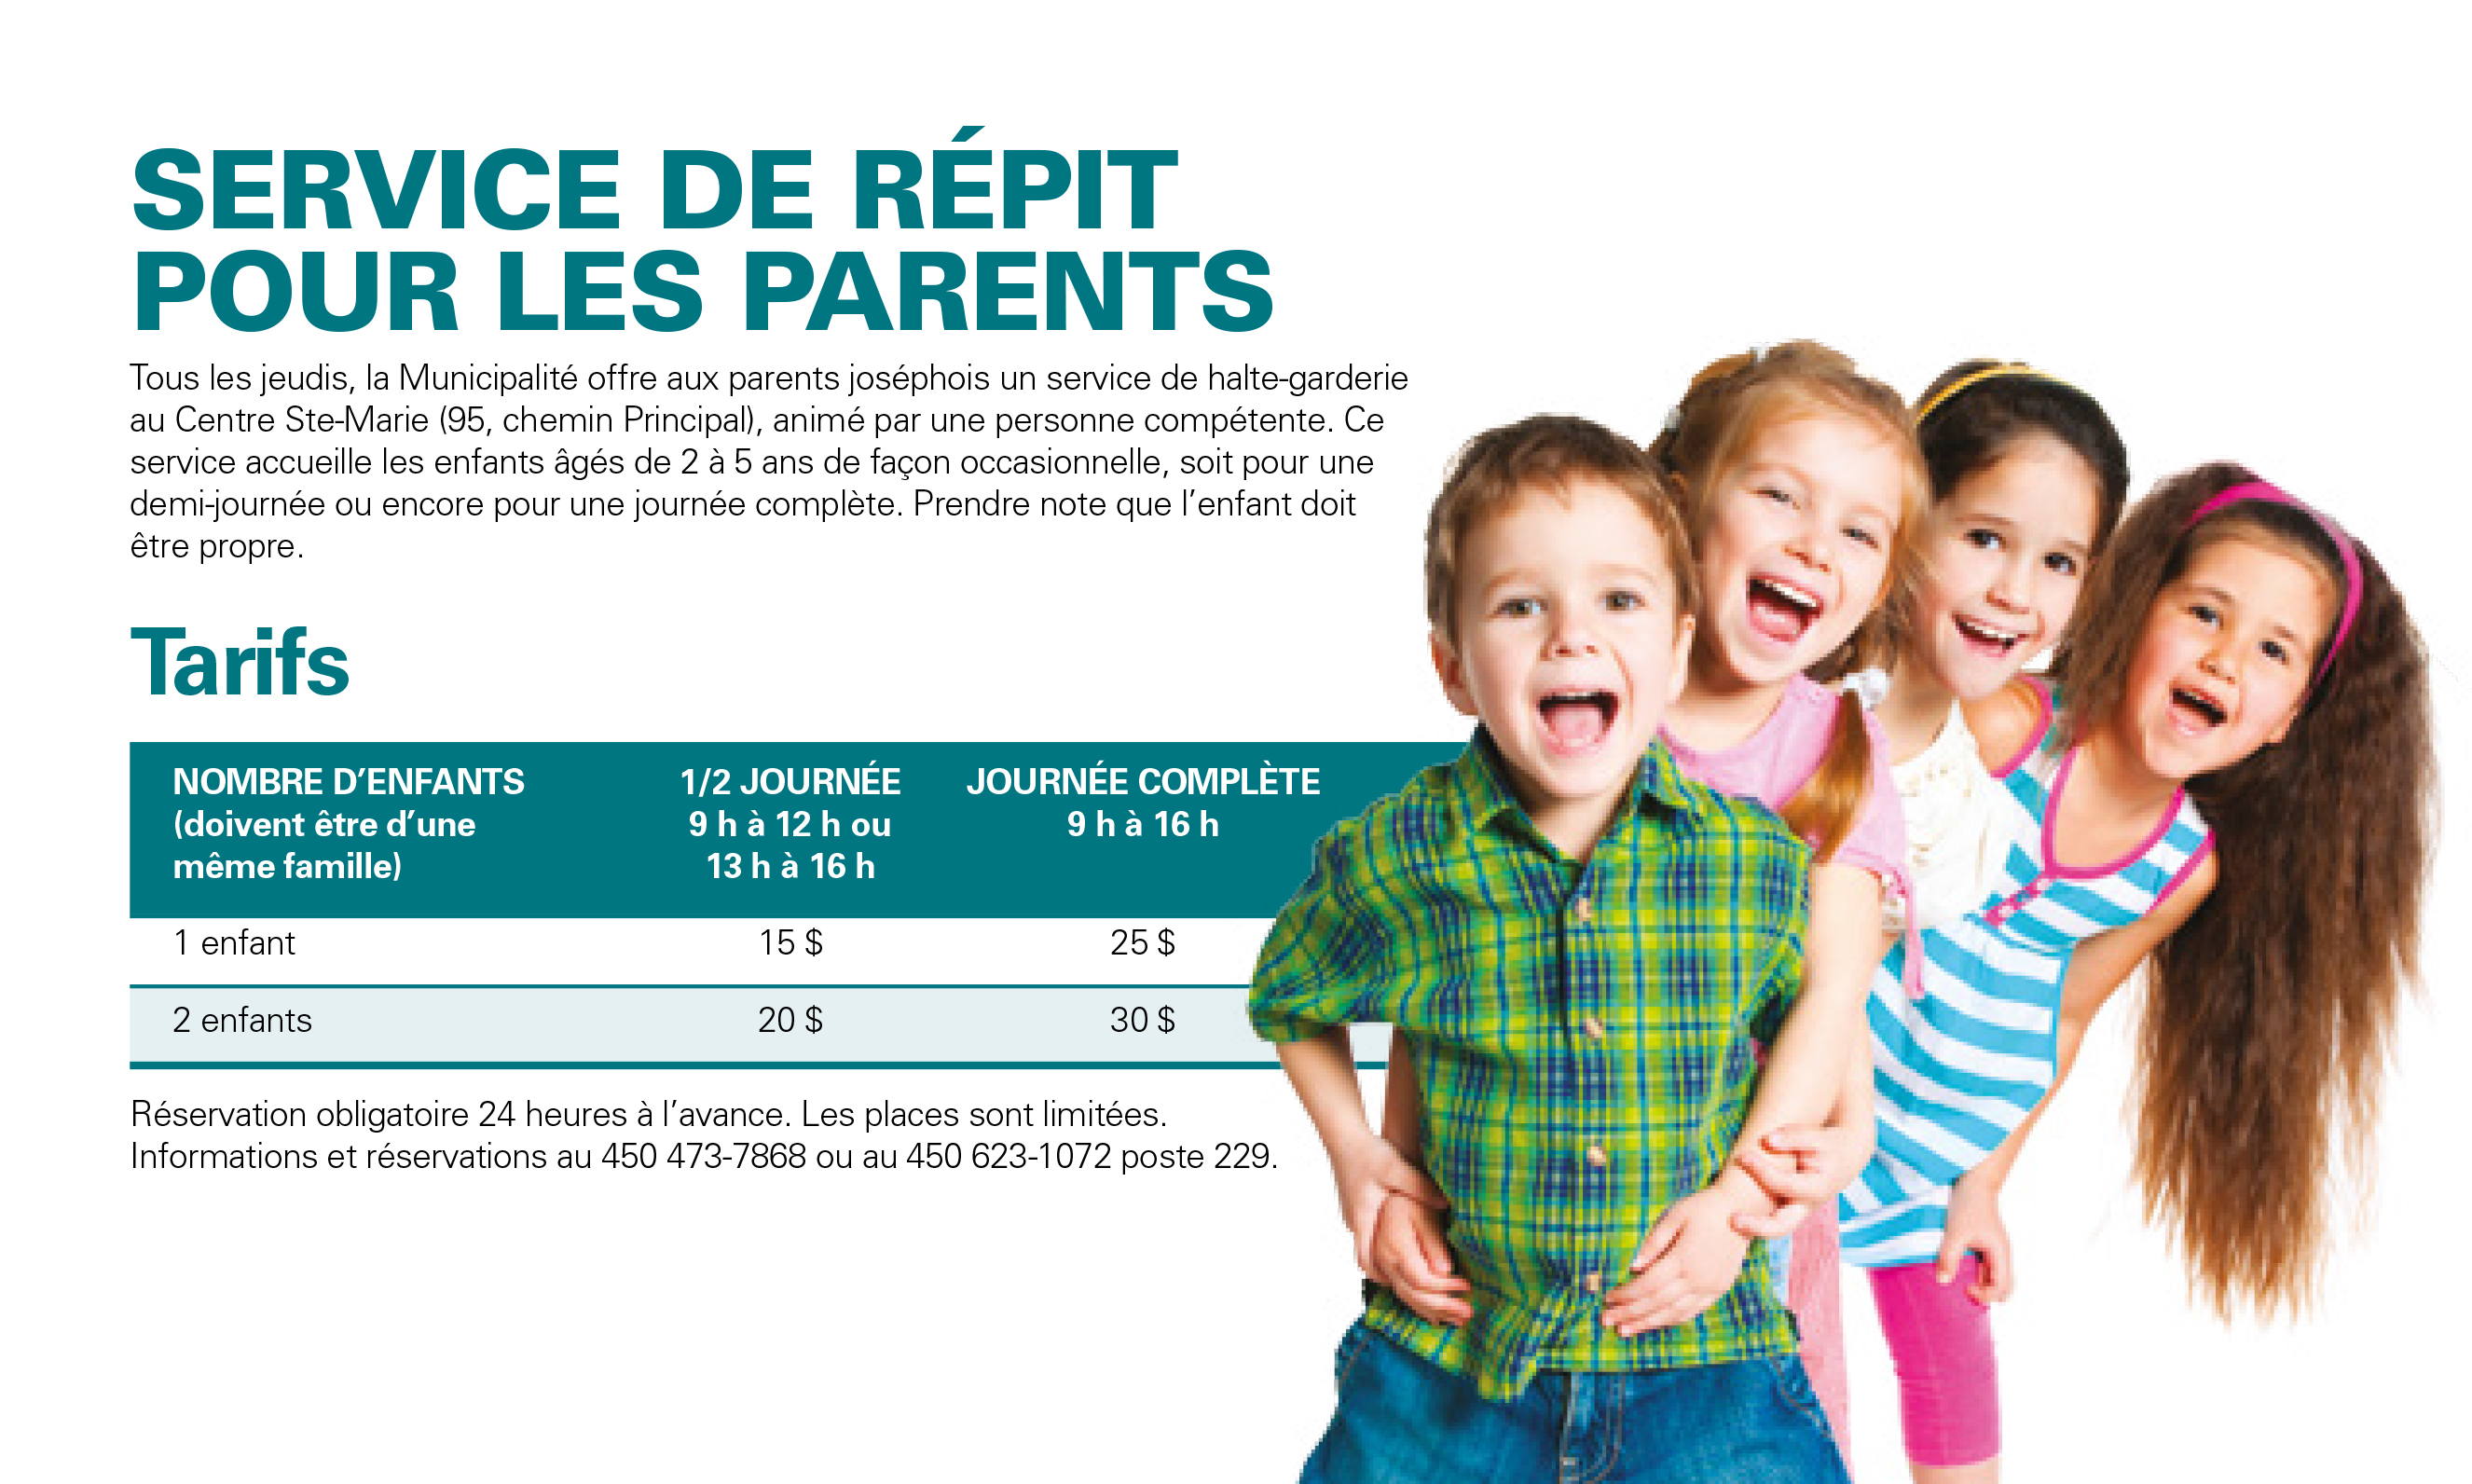 SERVICE DE RÉPIT
POUR LES PARENTS
Tous les jeudis, la Municipalité offre aux parents joséphois un service de halte-garderie
au Centre Ste-Marie (95, chemin Principal), animé par une personne compétente. Ce
service accueille les enfants âgés de 2 à 5 ans de façon occasionnelle, soit pour une
demi-journée ou encore pour une journée complète. Prendre note que l’enfant doit
être propre.
Tarifs
NOMBRE D’ENFANTS 1/2 JOURNÉE JOURNÉE COMPLÈTE
(doivent être d’une 9 h à 12 h ou 9 h à 16 h
même famille) 13 h à 16 h
1 enfant 15 $ 25 $
2 enfants 20 $ 30 $
Réservation obligatoire 24 heures à l’avance. Les places sont limitées.
Informations et réservations au 450 473-7868 ou au 450 623-1072 poste 229.